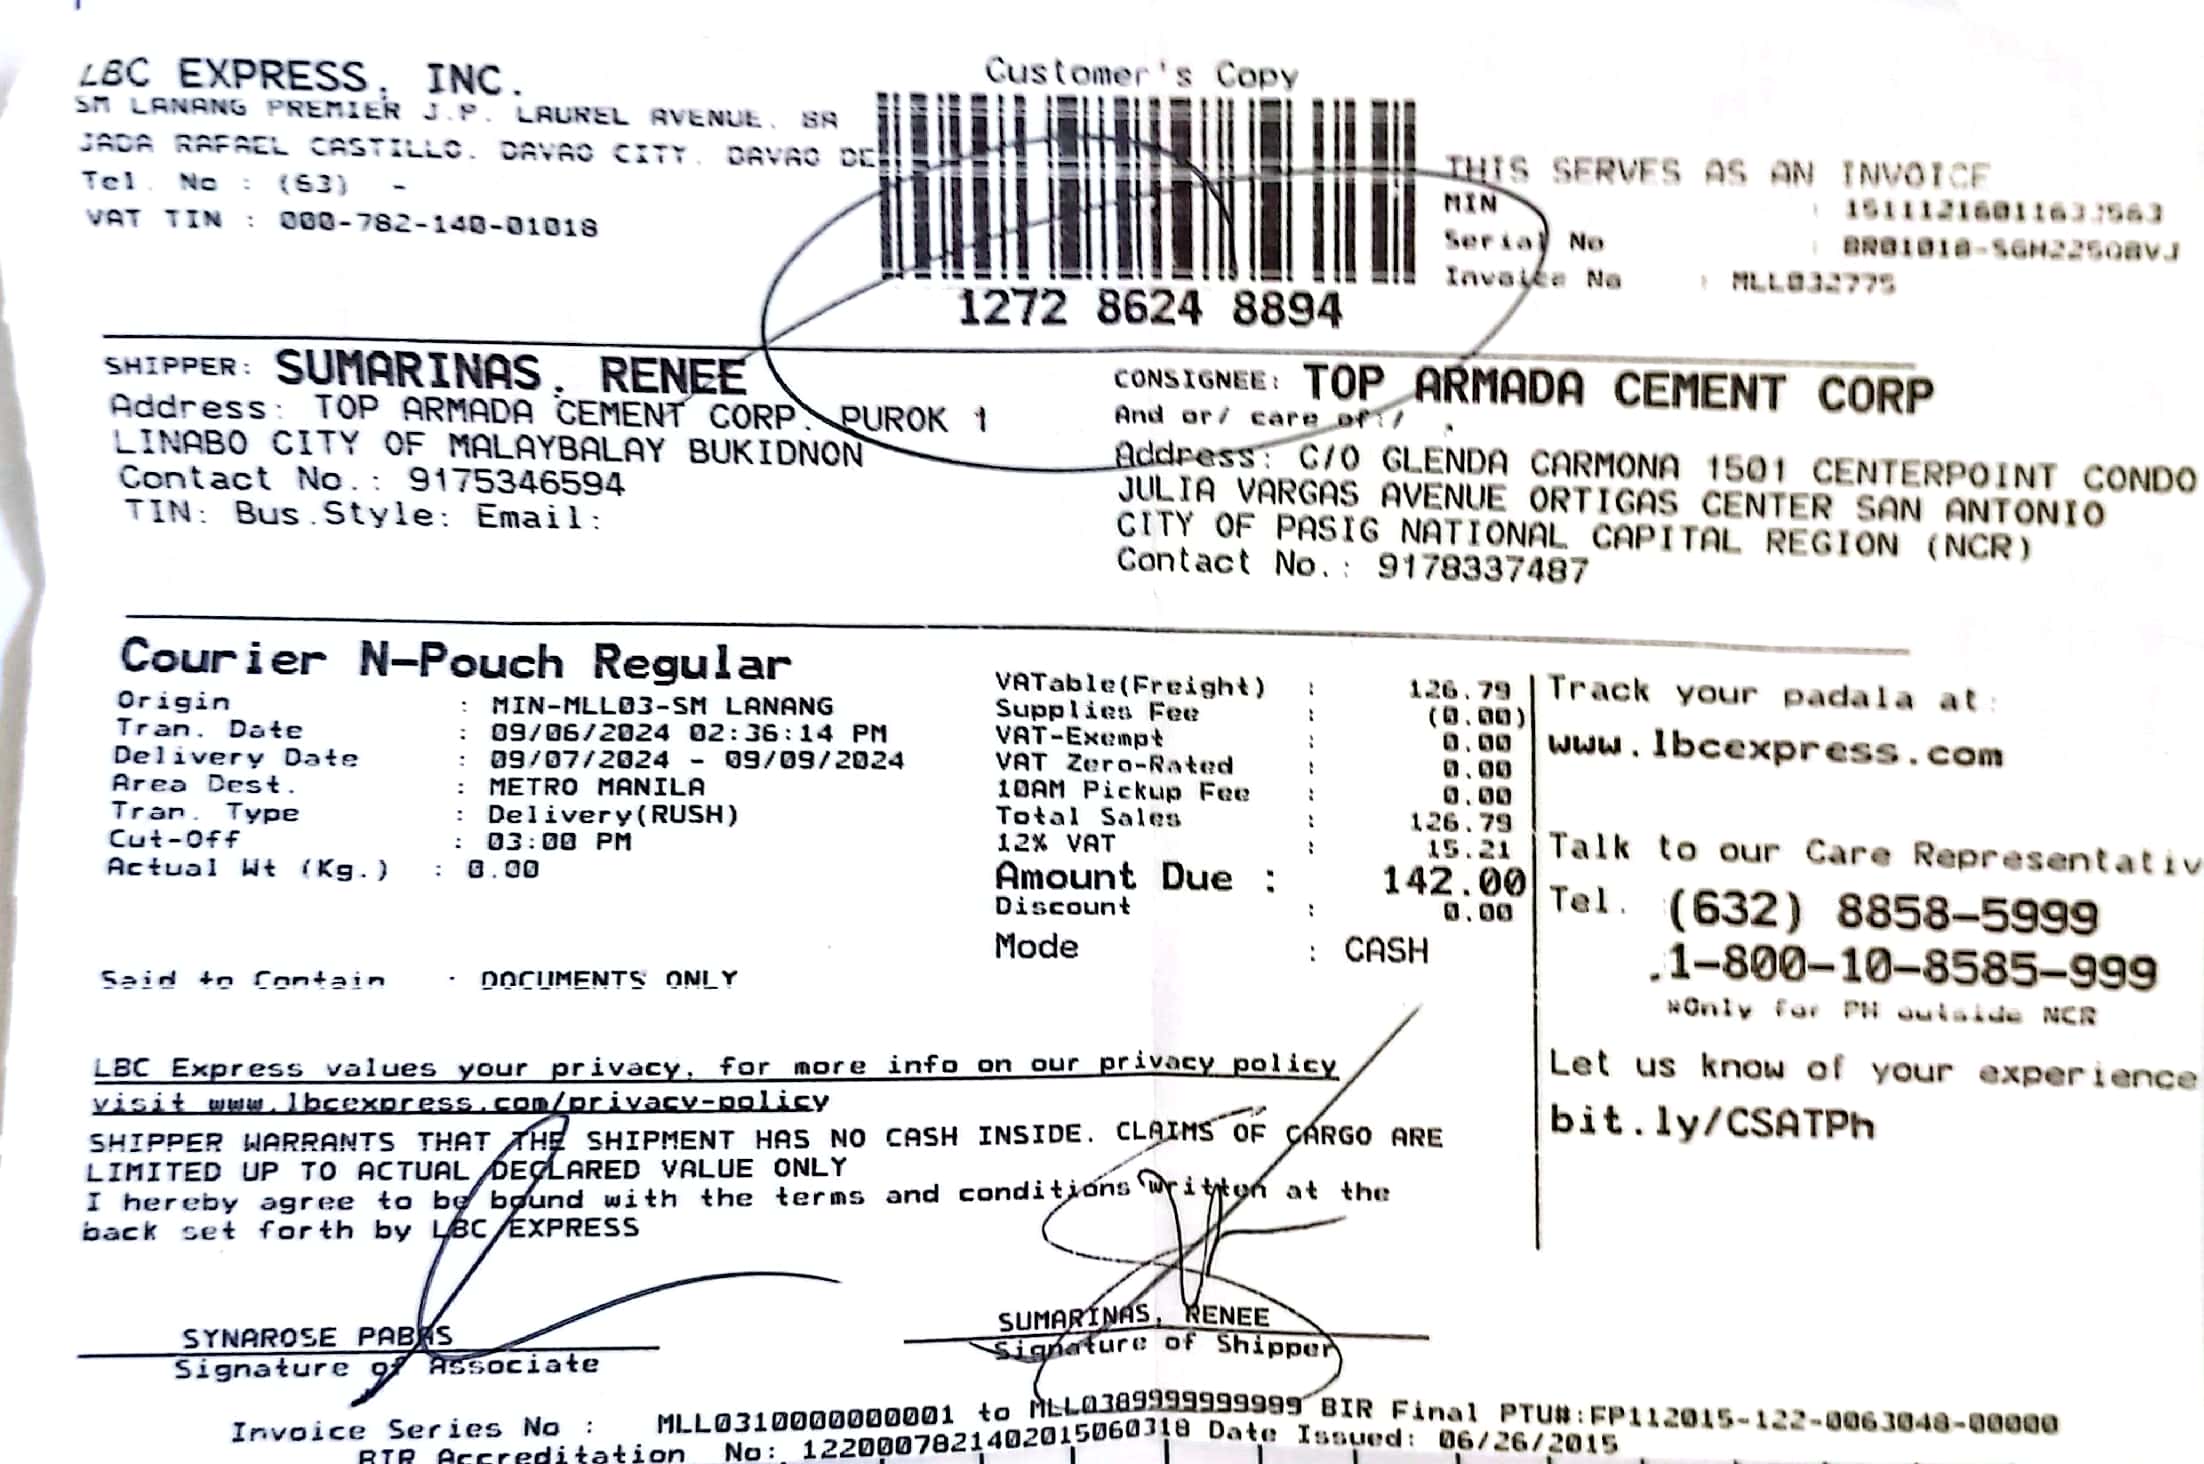 Customer's Copy
LBC EXPRESS, INC.
SM LANANG PREMIER J.P. LAUREL AVENUE, BA
JADA RAFAEL CASTILLO, DAVAO CITY, DAVAO DE
Tel. No : (63) -
VAT TIN : 000-782-140-01018
1272 8624 8894
THIS SERVES AS AN INVOICE
MIN :
Serial No :
Invoice No : MLL032775
SHIPPER: SUMARINAS, RENEE
Address: TOP ARMADA CEMENT CORP. PUROK 1
LINABO CITY OF MALAYBALAY BUKIDNON
Contact No.: 9175346594
TIN: Bus.Style: Email:
CONSIGNEE: TOP ARMADA CEMENT CORP
And or/ care of:/ .
Address: C/O GLENDA CARMONA 1501 CENTERPOINT CONDO
JULIA VARGAS AVENUE ORTIGAS CENTER SAN ANTONIO
CITY OF PASIG NATIONAL CAPITAL REGION (NCR)
Contact No.: 9178337487
Courier N-Pouch Regular
Origin : MIN-MLL03-SM LANANG
Tran. Date : 09/06/2024 02:36:14 PM
Delivery Date : 09/07/2024 - 09/09/2024
Area Dest. : METRO MANILA
Tran. Type : Delivery(RUSH)
Cut-Off : 03:00 PM
Actual Wt (Kg.) : 0.00
Said to Contain : DOCUMENTS ONLY
VATable(Freight) : 126.79
Supplies Fee : (0.00)
VAT-Exempt : 0.00
VAT Zero-Rated : 0.00
10AM Pickup Fee : 0.00
Total Sales : 126.79
12% VAT : 15.21
Amount Due : 142.00
Discount : 0.00
Mode : CASH
Track your padala at:
www.lbcexpress.com
Talk to our Care Representativ
Tel. (632) 8858-5999
1-800-10-8585-999
*Only for PH outside NCR
Let us know of your experience
bit.ly/CSATPh
LBC Express values your privacy, for more info on our privacy policy
visit www.lbcexpress.com/privacy-policy
SHIPPER WARRANTS THAT THE SHIPMENT HAS NO CASH INSIDE. CLAIMS OF CARGO ARE
LIMITED UP TO ACTUAL DECLARED VALUE ONLY
I hereby agree to be bound with the terms and conditions written at the
back set forth by LBC EXPRESS
SYNAROSE PABAS
Signature of Associate
SUMARINAS, RENEE
Signature of Shipper
Invoice Series No : MLL0310000000001 to MLL0389999999999 BIR Final PTU#:FP112015-122-0063048-00000
BIR Accreditation No: 12200078214020150603​18 Date Issued: 06/26/2015